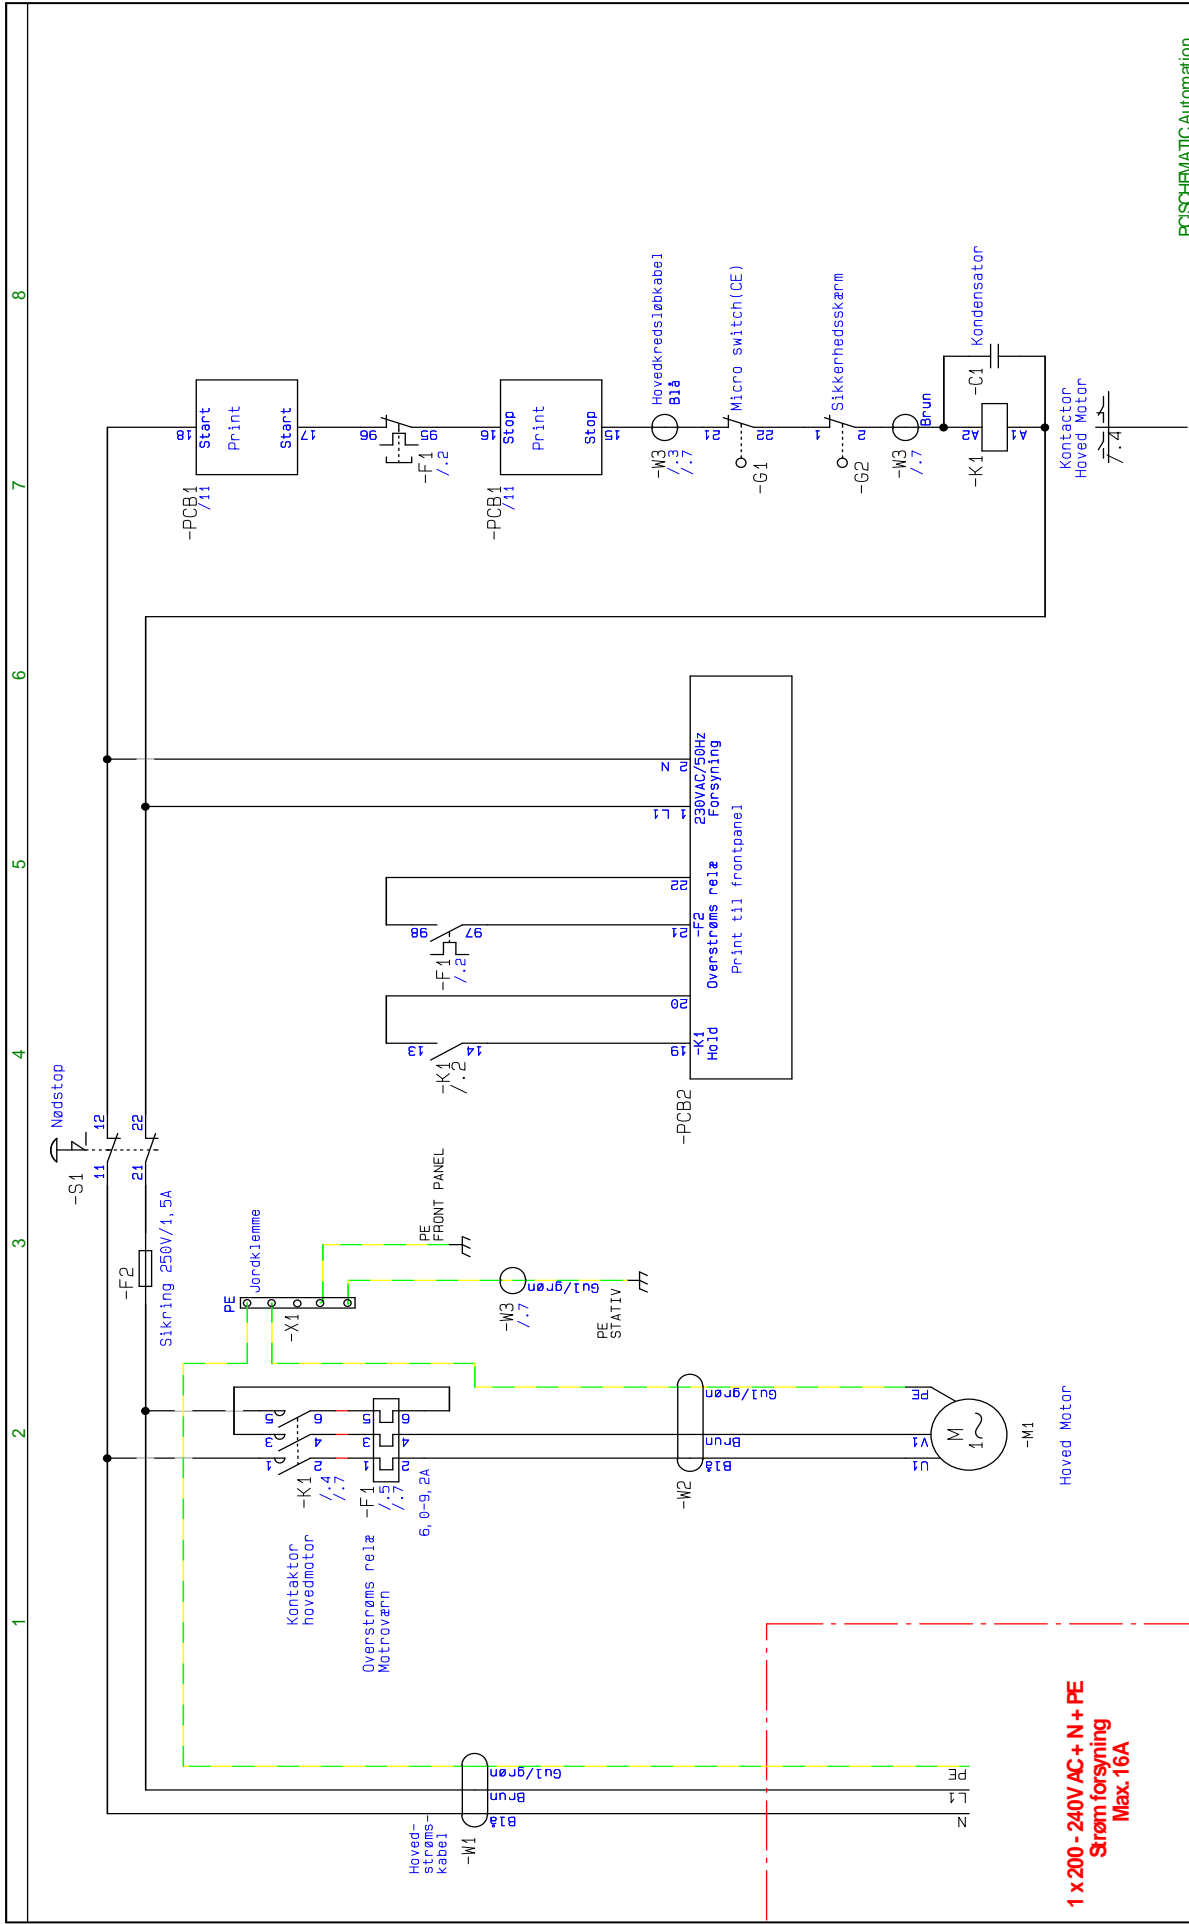 1
2
3
4
5
6
7
8
Hoved-
strøms-
kabel
-W1
Blå
Brun
Gul/grøn
N
L1
PE
1 x 200 - 240V AC + N + PE
Strøm forsyning
Max. 16A
Kontaktor
hovedmotor
-K1
/.4
/.7
1
2
3
4
5
6
Overstrøms relæ
Motroværn
-F1
/.5
/.7
6,0-9,2A
1
2
3
4
5
6
-W2
Blå
Brun
Gul/grøn
U1
V1
PE
M
1~
-M1
Hoved Motor
-F2
Sikring 250V/1,5A
PE
Jordklemme
-X1
-W3
/.7
Gul/grøn
PE
STATIV
PE
FRONT PANEL
Nødstop
-S1
11
12
21
22
-K1
/.2
13
14
-F1
/.2
98
97
-PCB2
19
20
21
22
1 L1
2 N
-K1
Hold
-F2
Overstrøms relæ
230VAC/50Hz
Forsyning
Print til frontpanel
-PCB1
/11
18
Start
Print
Start
17
-F1
/.2
96
95
-PCB1
/11
16
Stop
Print
Stop
15
-W3
/.3
/.7
Hovedkredsløbkabel
Blå
-G1
21
22
Micro switch(CE)
-G2
1
2
Sikkerhedsskærm
-W3
/.7
Brun
-K1
A2
A1
-C1
Kondensator
Kontactor
Hoved Motor
/.4
PCSCHEMATIC Automation